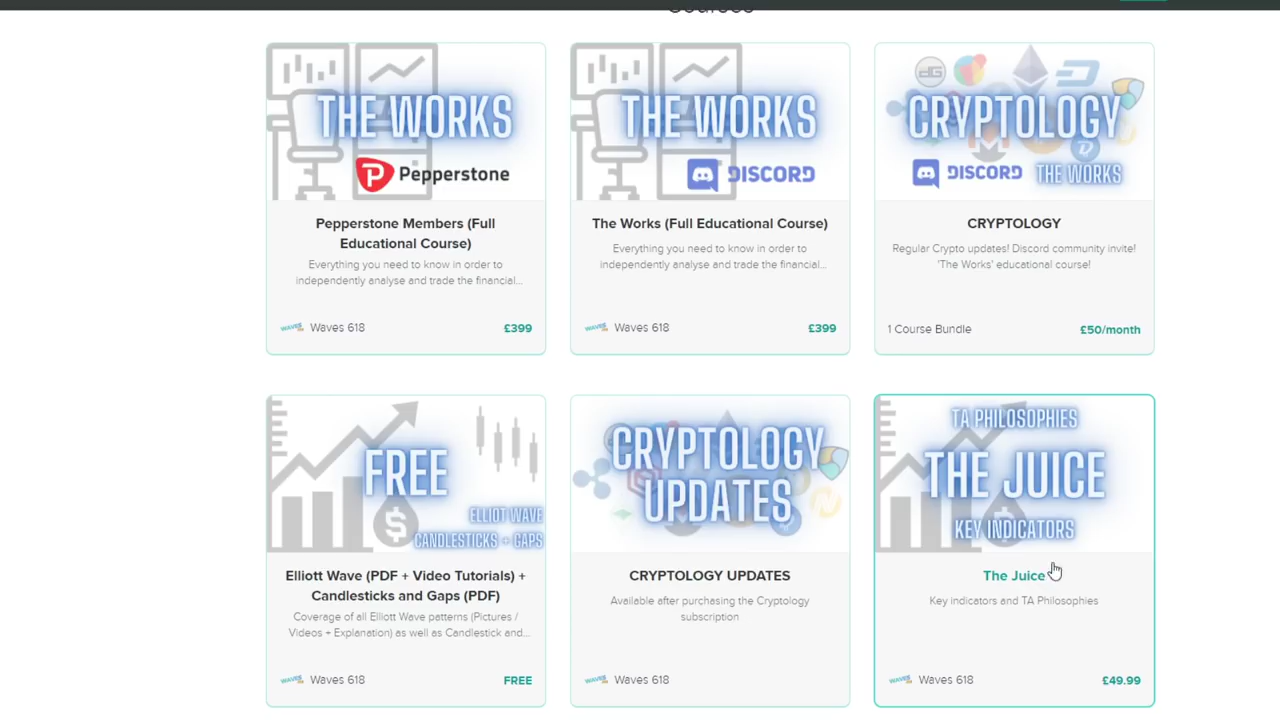 Courses
THE WORKS
Pepperstone
Pepperstone Members (Full
Educational Course)
Everything you need to know in order to
independently analyse and trade the financial...
Waves 618
£399
THE WORKS
DISCORD
The Works (Full Educational Course)
Everything you need to know in order to
independently analyse and trade the financial...
Waves 618
£399
CRYPTOLOGY
DISCORD THE WORKS
CRYPTOLOGY
Regular Crypto updates! Discord community invite!
'The Works' educational course!
1 Course Bundle
£50/month
FREE
ELLIOT WAVE
CANDLESTICKS + GAPS
Elliott Wave (PDF + Video Tutorials) +
Candlesticks and Gaps (PDF)
Coverage of all Elliott Wave patterns (Pictures /
Videos + Explanation) as well as Candlestick and...
Waves 618
FREE
CRYPTOLOGY
UPDATES
CRYPTOLOGY UPDATES
Available after purchasing the Cryptology
subscription
Waves 618
TA PHILOSOPHIES
THE JUICE
KEY INDICATORS
The Juice
Key indicators and TA Philosophies
Waves 618
£49.99